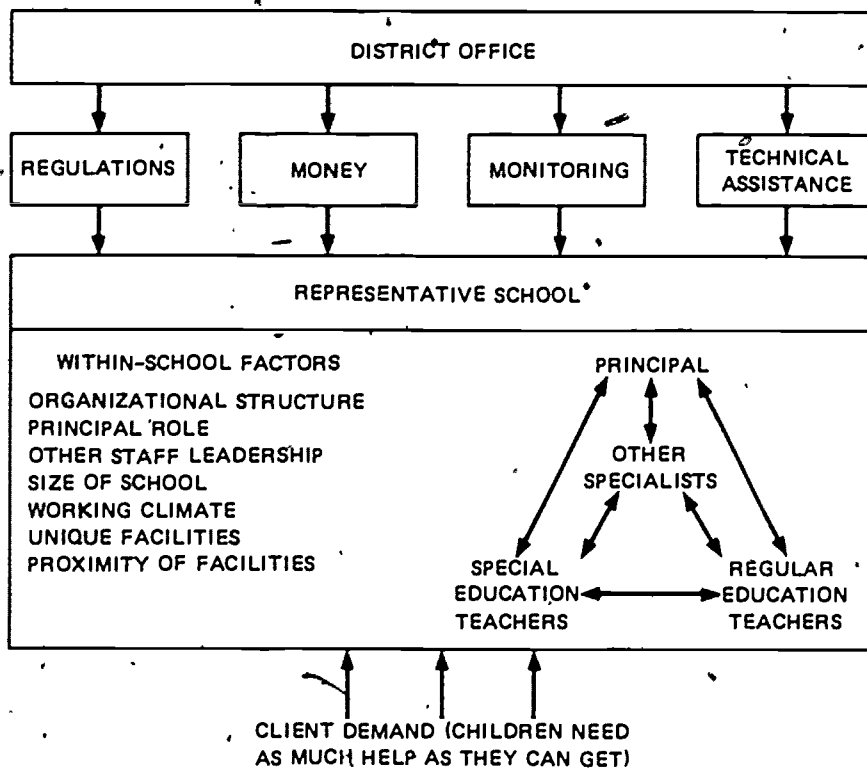 DISTRICT OFFICE
REGULATIONS
MONEY
MONITORING
TECHNICAL
ASSISTANCE
REPRESENTATIVE SCHOOL
WITHIN-SCHOOL FACTORS
ORGANIZATIONAL STRUCTURE
PRINCIPAL ROLE
OTHER STAFF LEADERSHIP
SIZE OF SCHOOL
WORKING CLIMATE
UNIQUE FACILITIES
PROXIMITY OF FACILITIES
PRINCIPAL
OTHER
SPECIALISTS
SPECIAL
EDUCATION
TEACHERS
REGULAR
EDUCATION
TEACHERS
CLIENT DEMAND (CHILDREN NEED
AS MUCH HELP AS THEY CAN GET)